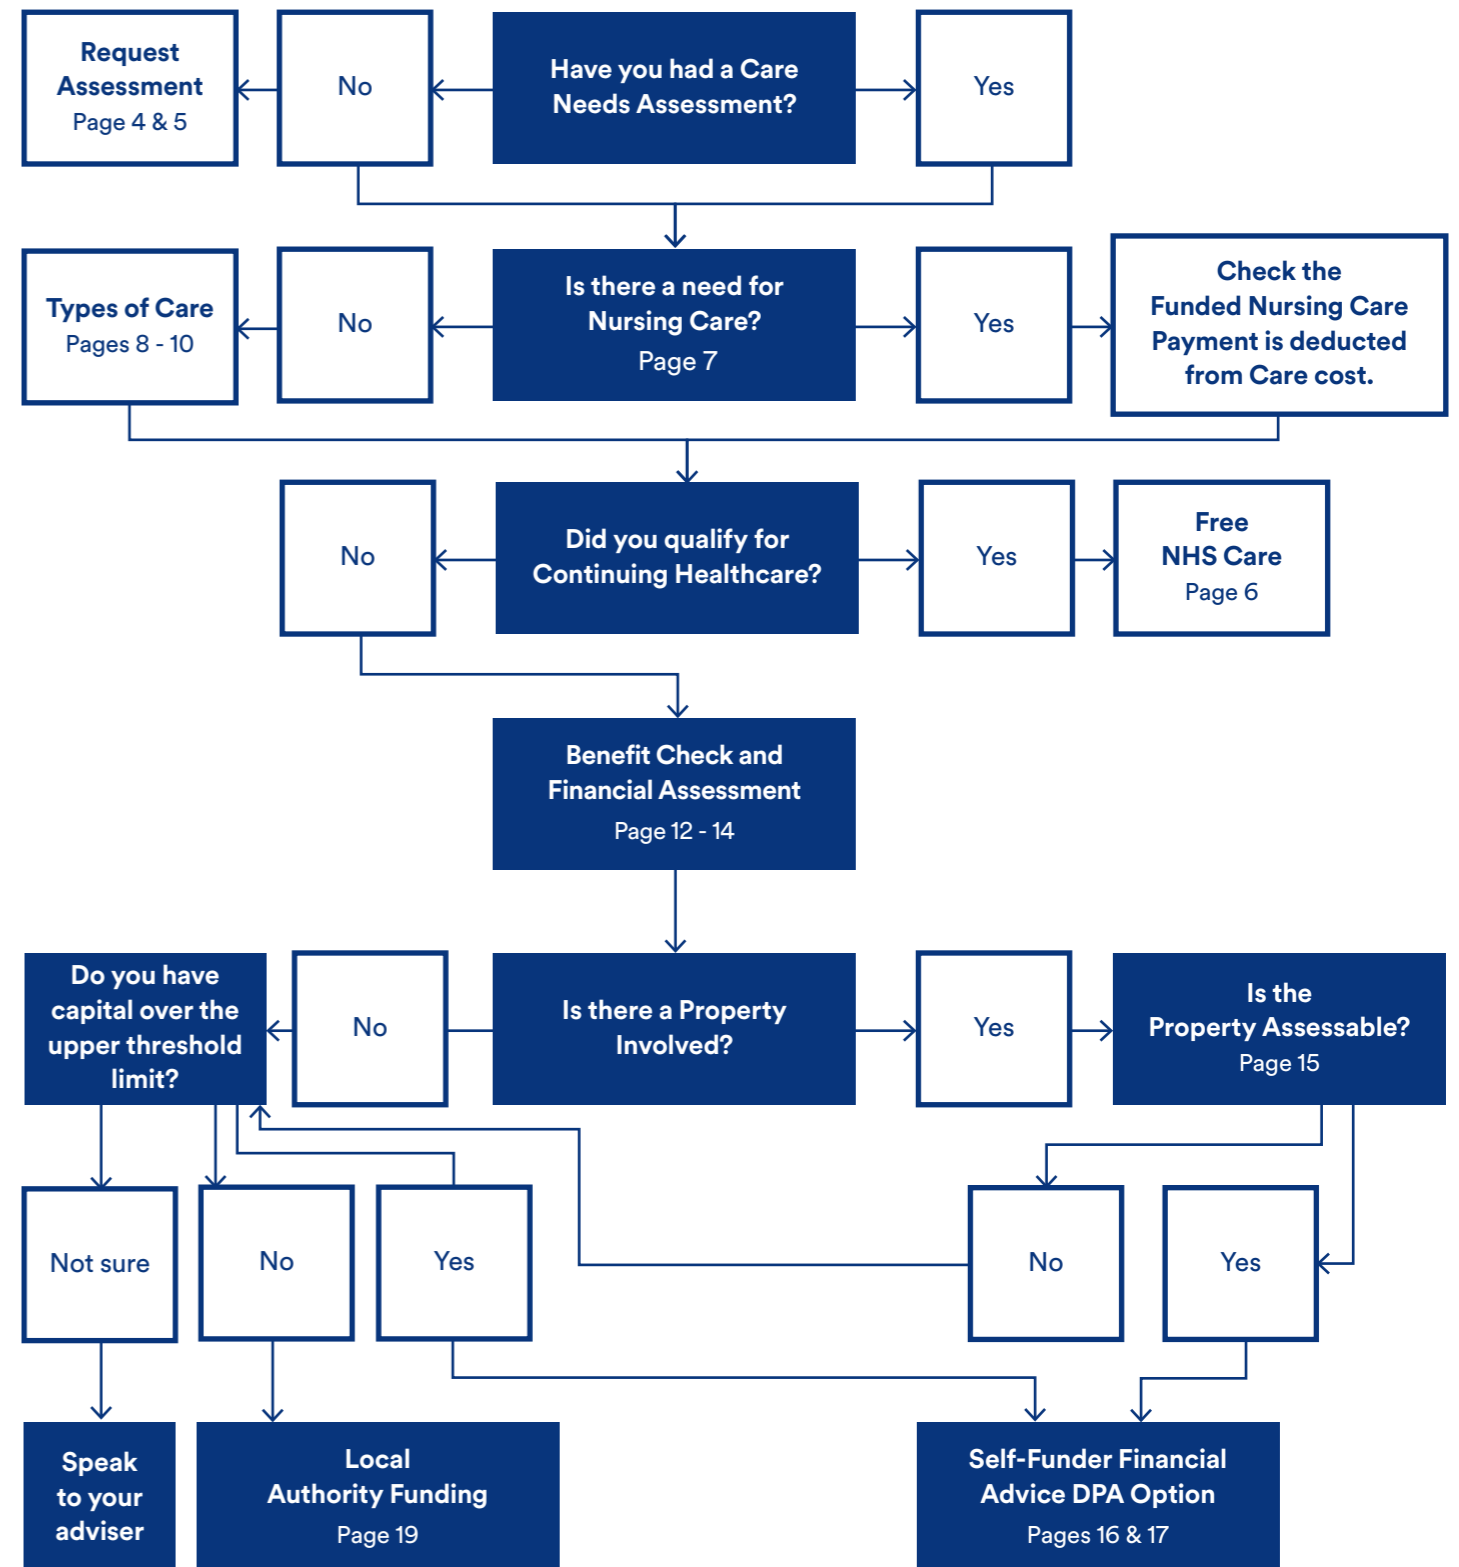 Request
Assessment
Page 4 & 5
No
Have you had a Care
Needs Assessment?
Yes
Types of Care
Pages 8 - 10
No
Is there a need for
Nursing Care?
Page 7
Yes
Check the
Funded Nursing Care
Payment is deducted
from Care cost.
No
Did you qualify for
Continuing Healthcare?
Yes
Free
NHS Care
Page 6
Benefit Check and
Financial Assessment
Page 12 - 14
Do you have
capital over the
upper threshold
limit?
No
Is there a Property
Involved?
Yes
Is the
Property Assessable?
Page 15
Not sure
No
Yes
No
Yes
Speak
to your
adviser
Local
Authority Funding
Page 19
Self-Funder Financial
Advice DPA Option
Pages 16 & 17